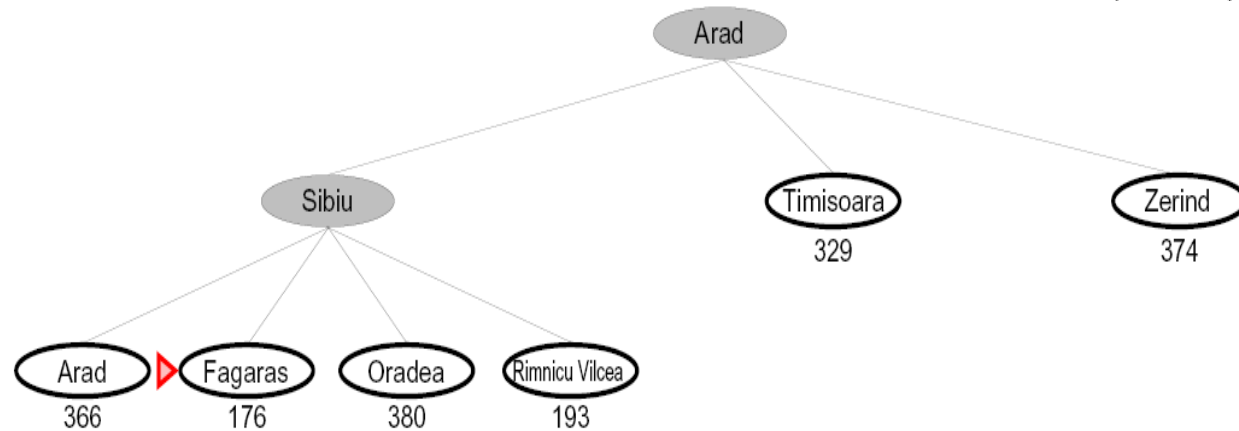 Arad
Sibiu
Timisoara
Zerind
329
374
Arad
Fagaras
Oradea
Rimnicu Vilcea
366
176
380
193